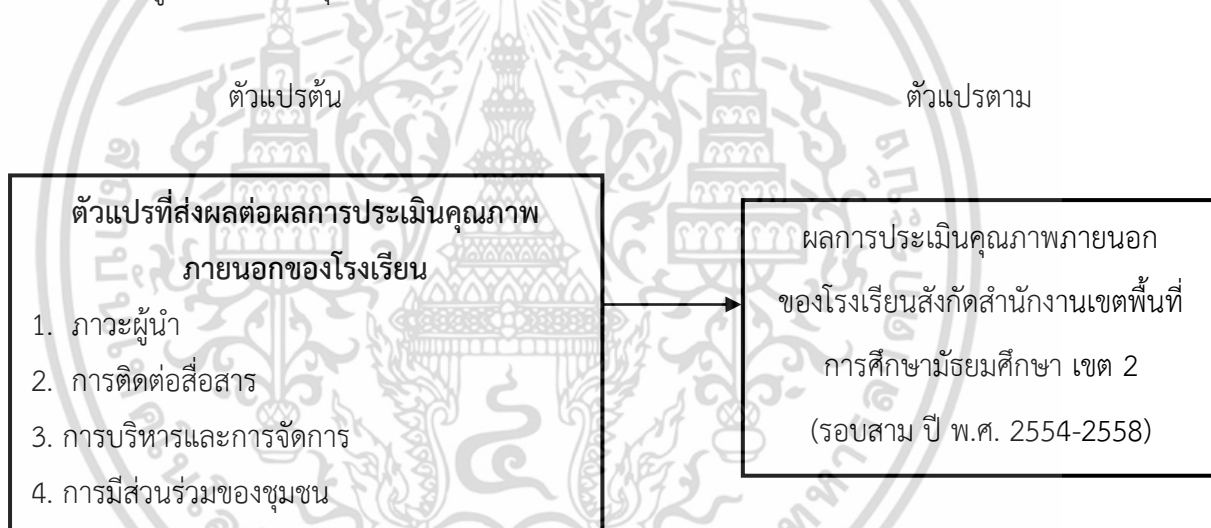 ตัวแปรต้น
ตัวแปรตาม
ตัวแปรที่ส่งผลต่อผลการประเมินคุณภาพ
ภายนอกของโรงเรียน
1. ภาวะผู้นำ
2. การติดต่อสื่อสาร
3. การบริหารและการจัดการ
4. การมีส่วนร่วมของชุมชน
ผลการประเมินคุณภาพภายนอก
ของโรงเรียนสังกัดสำนักงานเขตพื้นที่
การศึกษามัธยมศึกษา เขต 2
(รอบสาม ปี พ.ศ. 2554-2558)